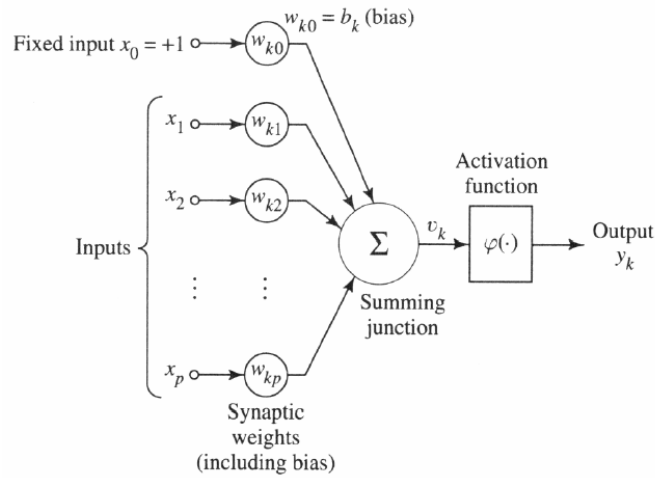 w_{k0} = b_k (bias)
Fixed input x_0 = +1
w_{k0}
x_1
w_{k1}
x_2
w_{k2}
Inputs
⋮ ⋮
x_p
w_{kp}
Σ
Summing
junction
v_k
Activation
function
φ(·)
Output
y_k
Synaptic
weights
(including bias)